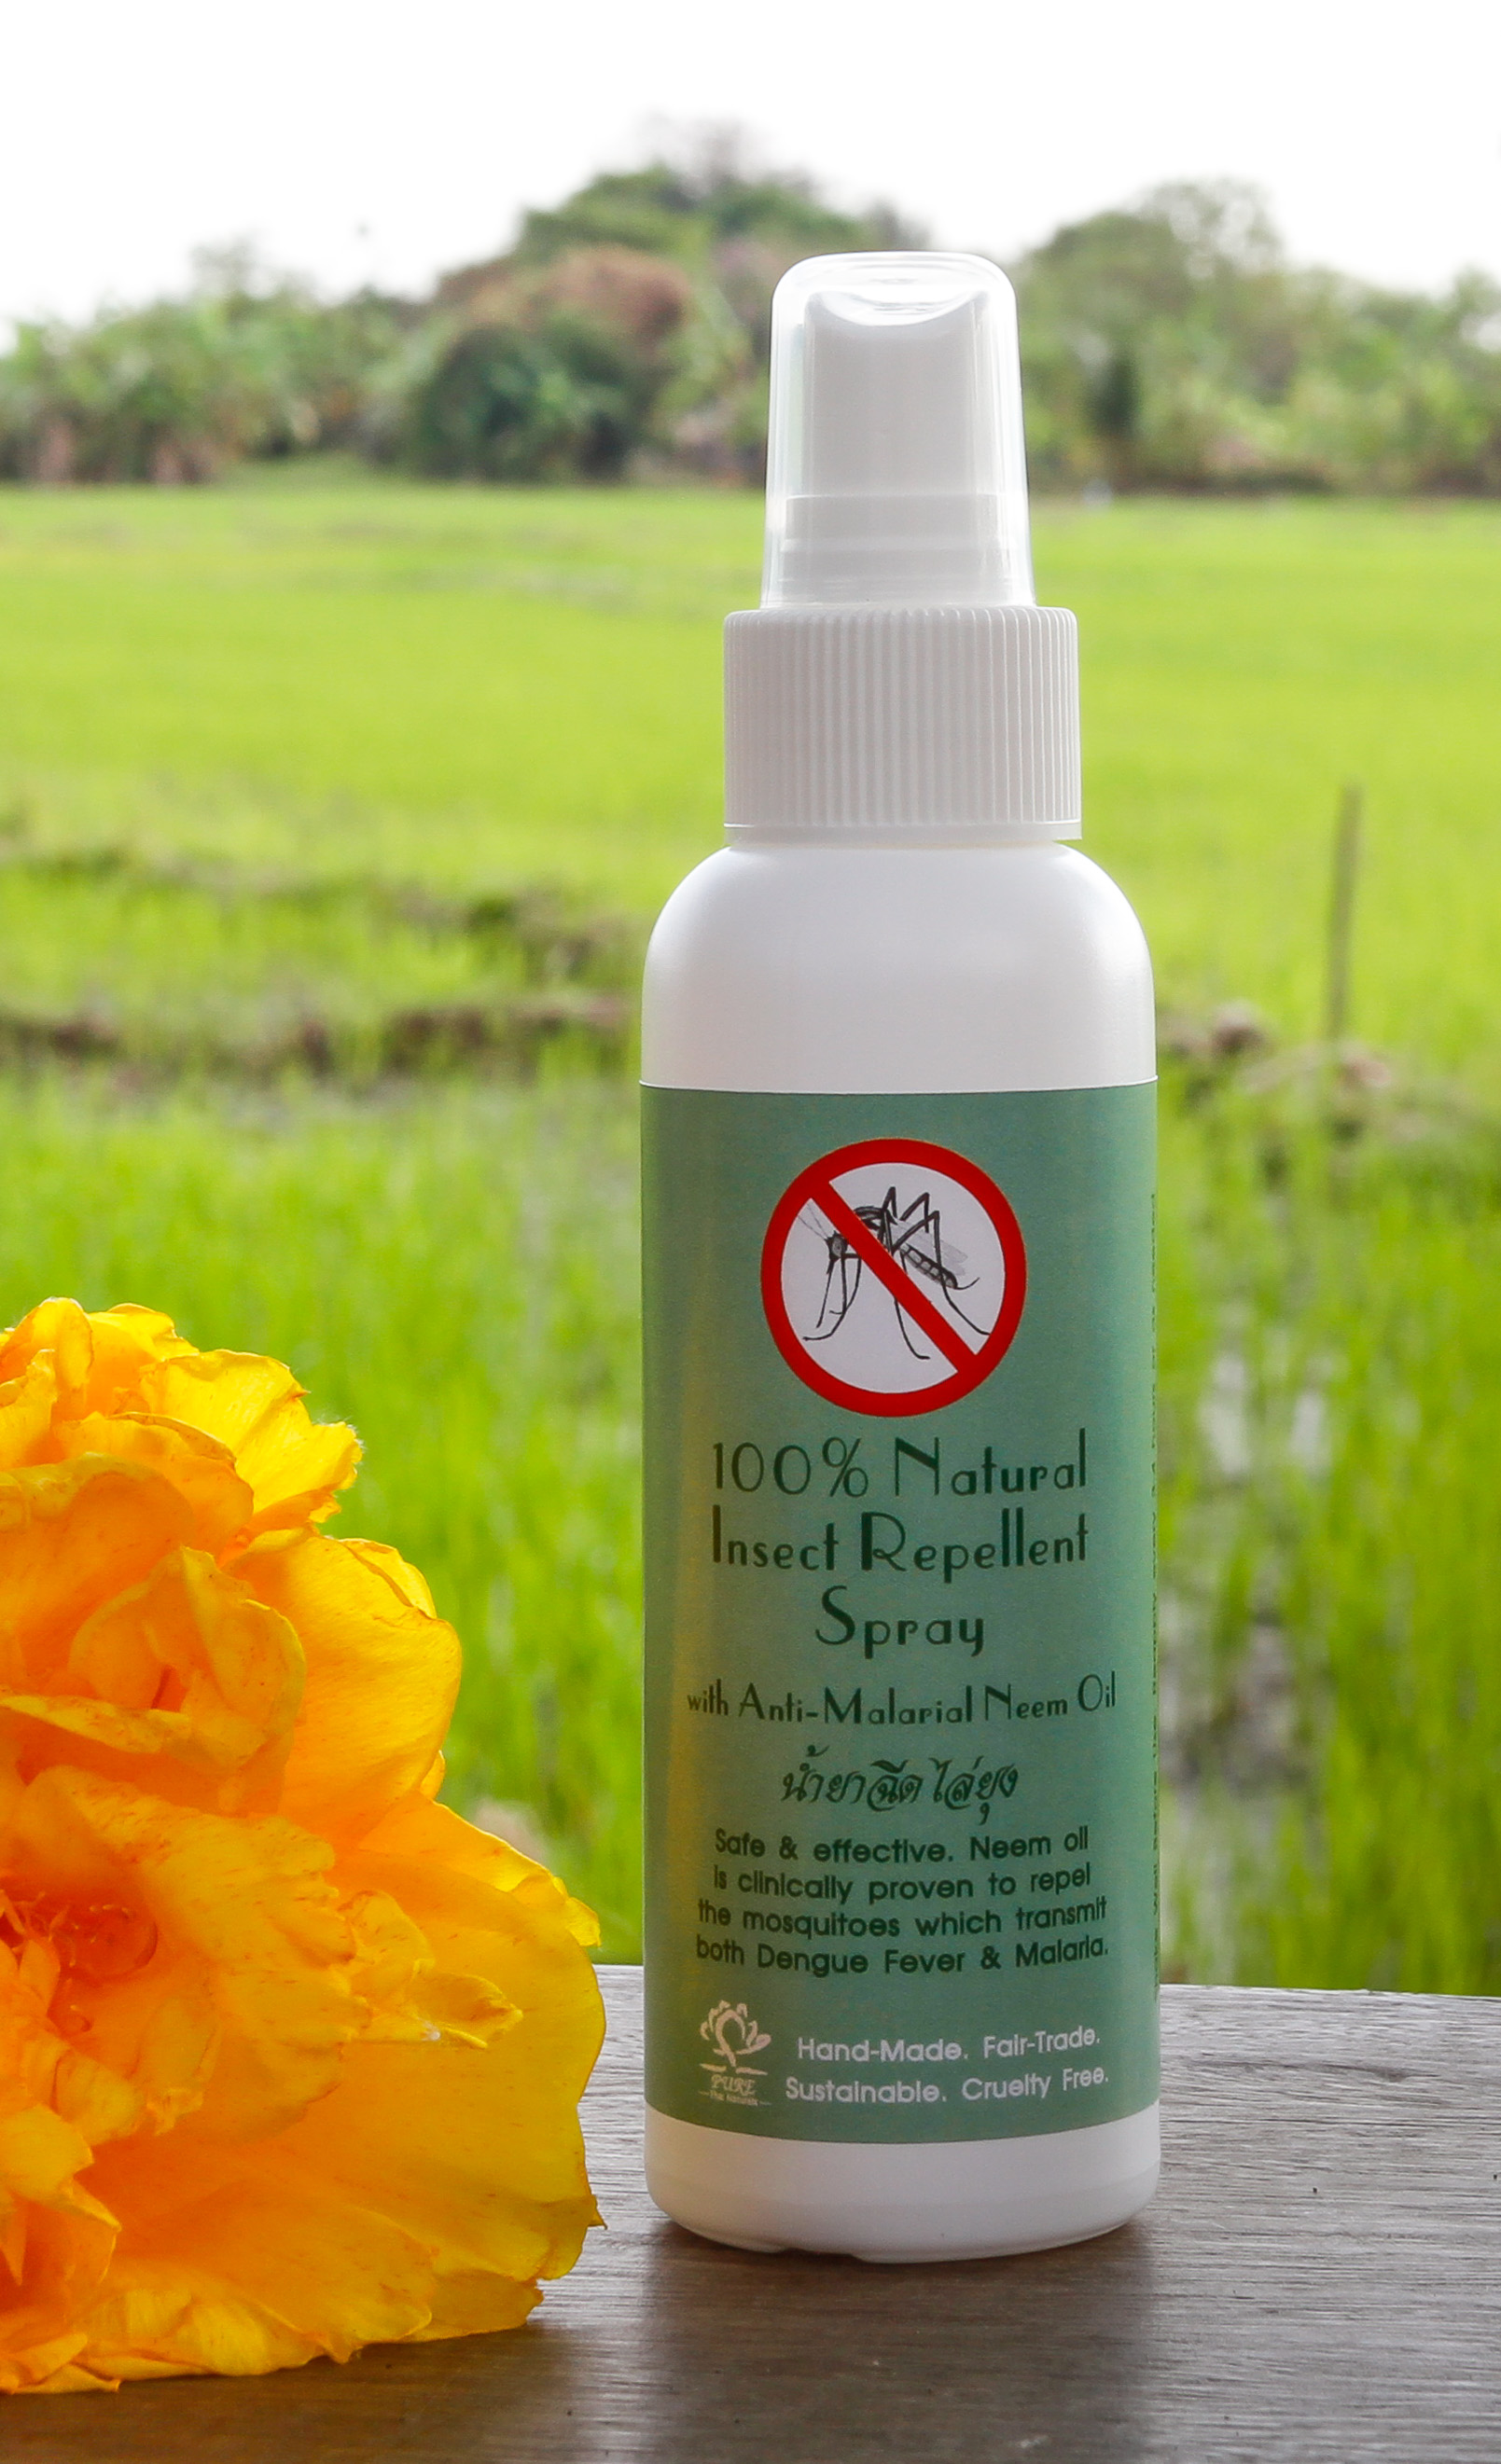 100% Natural
Insect Repellent
Spray
with Anti-Malarial Neem Oil
น้ำยาฉีดไล่ยุง
Safe & effective. Neem oil
is clinically proven to repel
the mosquitoes which transmit
both Dengue Fever & Malaria.
Hand-Made. Fair-Trade.
Sustainable. Cruelty Free.
PURE
Thai Naturals